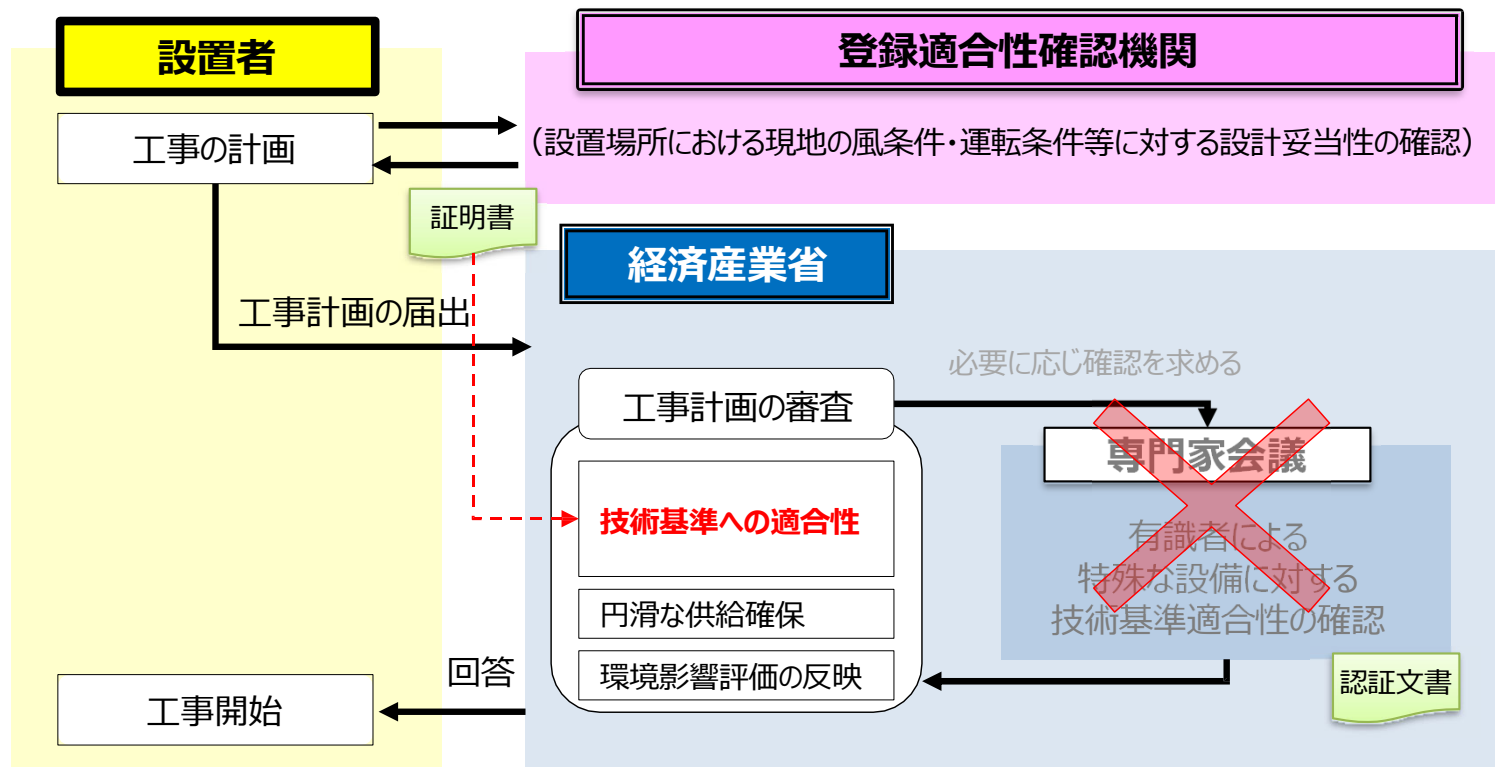 設置者
登録適合性確認機関
工事の計画
（設置場所における現地の風条件・運転条件等に対する設計妥当性の確認）
証明書
経済産業省
工事計画の届出
必要に応じ確認を求める
工事計画の審査
専門家会議
技術基準への適合性
有識者による
特殊な設備に対する
技術基準適合性の確認
円滑な供給確保
環境影響評価の反映
認証文書
回答
工事開始